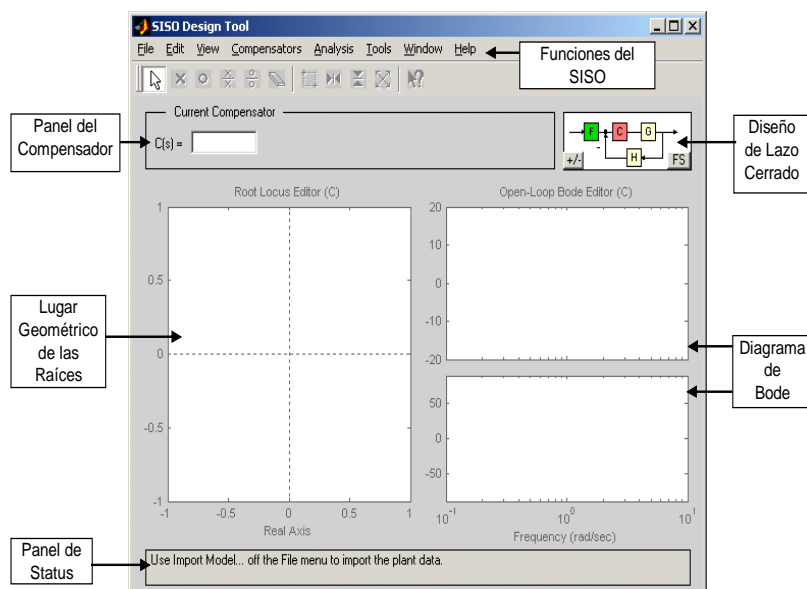 SISO Design Tool
File Edit View Compensators Analysis Tools Window Help
Funciones del
SISO
Panel del
Compensador
Current Compensator
C(s) =
F C G
H
+/-
FS
Diseño
de Lazo
Cerrado
Root Locus Editor (C)
Open-Loop Bode Editor (C)
1
0.5
0
-0.5
-1
-1 -0.5 0 0.5 1
Real Axis
20
10
0
-10
-20
50
0
-50
10-1 100 101
Frequency (rad/sec)
Lugar
Geométrico
de las
Raíces
Diagrama
de
Bode
Panel de
Status
Use Import Model... off the File menu to import the plant data.